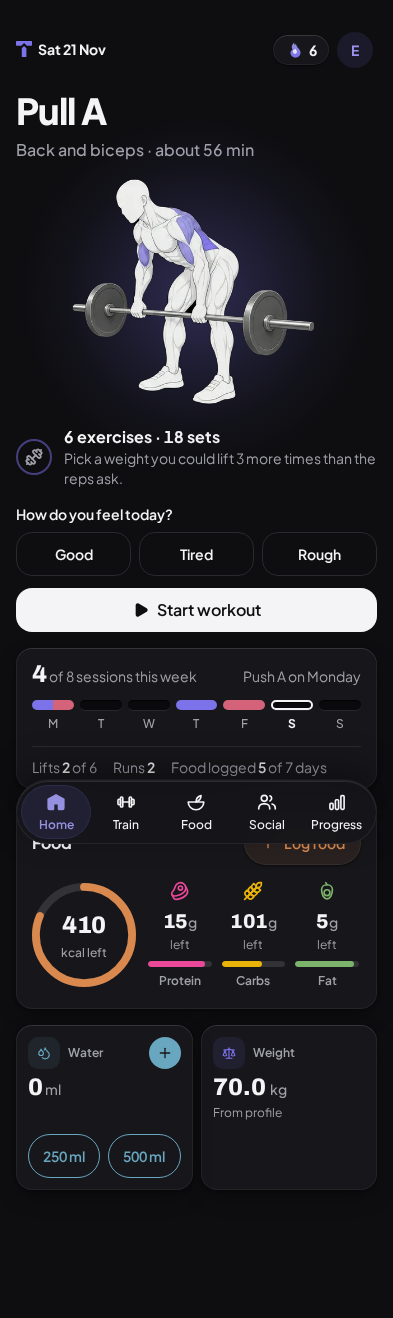 Sat 21 Nov
6
E
Pull A
Back and biceps · about 56 min
6 exercises · 18 sets
Pick a weight you could lift 3 more times than the
reps ask.
How do you feel today?
Good Tired Rough
Start workout
4 of 8 sessions this week Push A on Monday
M T W T F S S
Lifts 2 of 6 Runs 2 Food logged 5 of 7 days
Home Train Food Social Progress
Food Log food
410
kcal left
15g 101g 5g
left left left
Protein Carbs Fat
Water
0 ml
250 ml 500 ml
Weight
70.0 kg
From profile